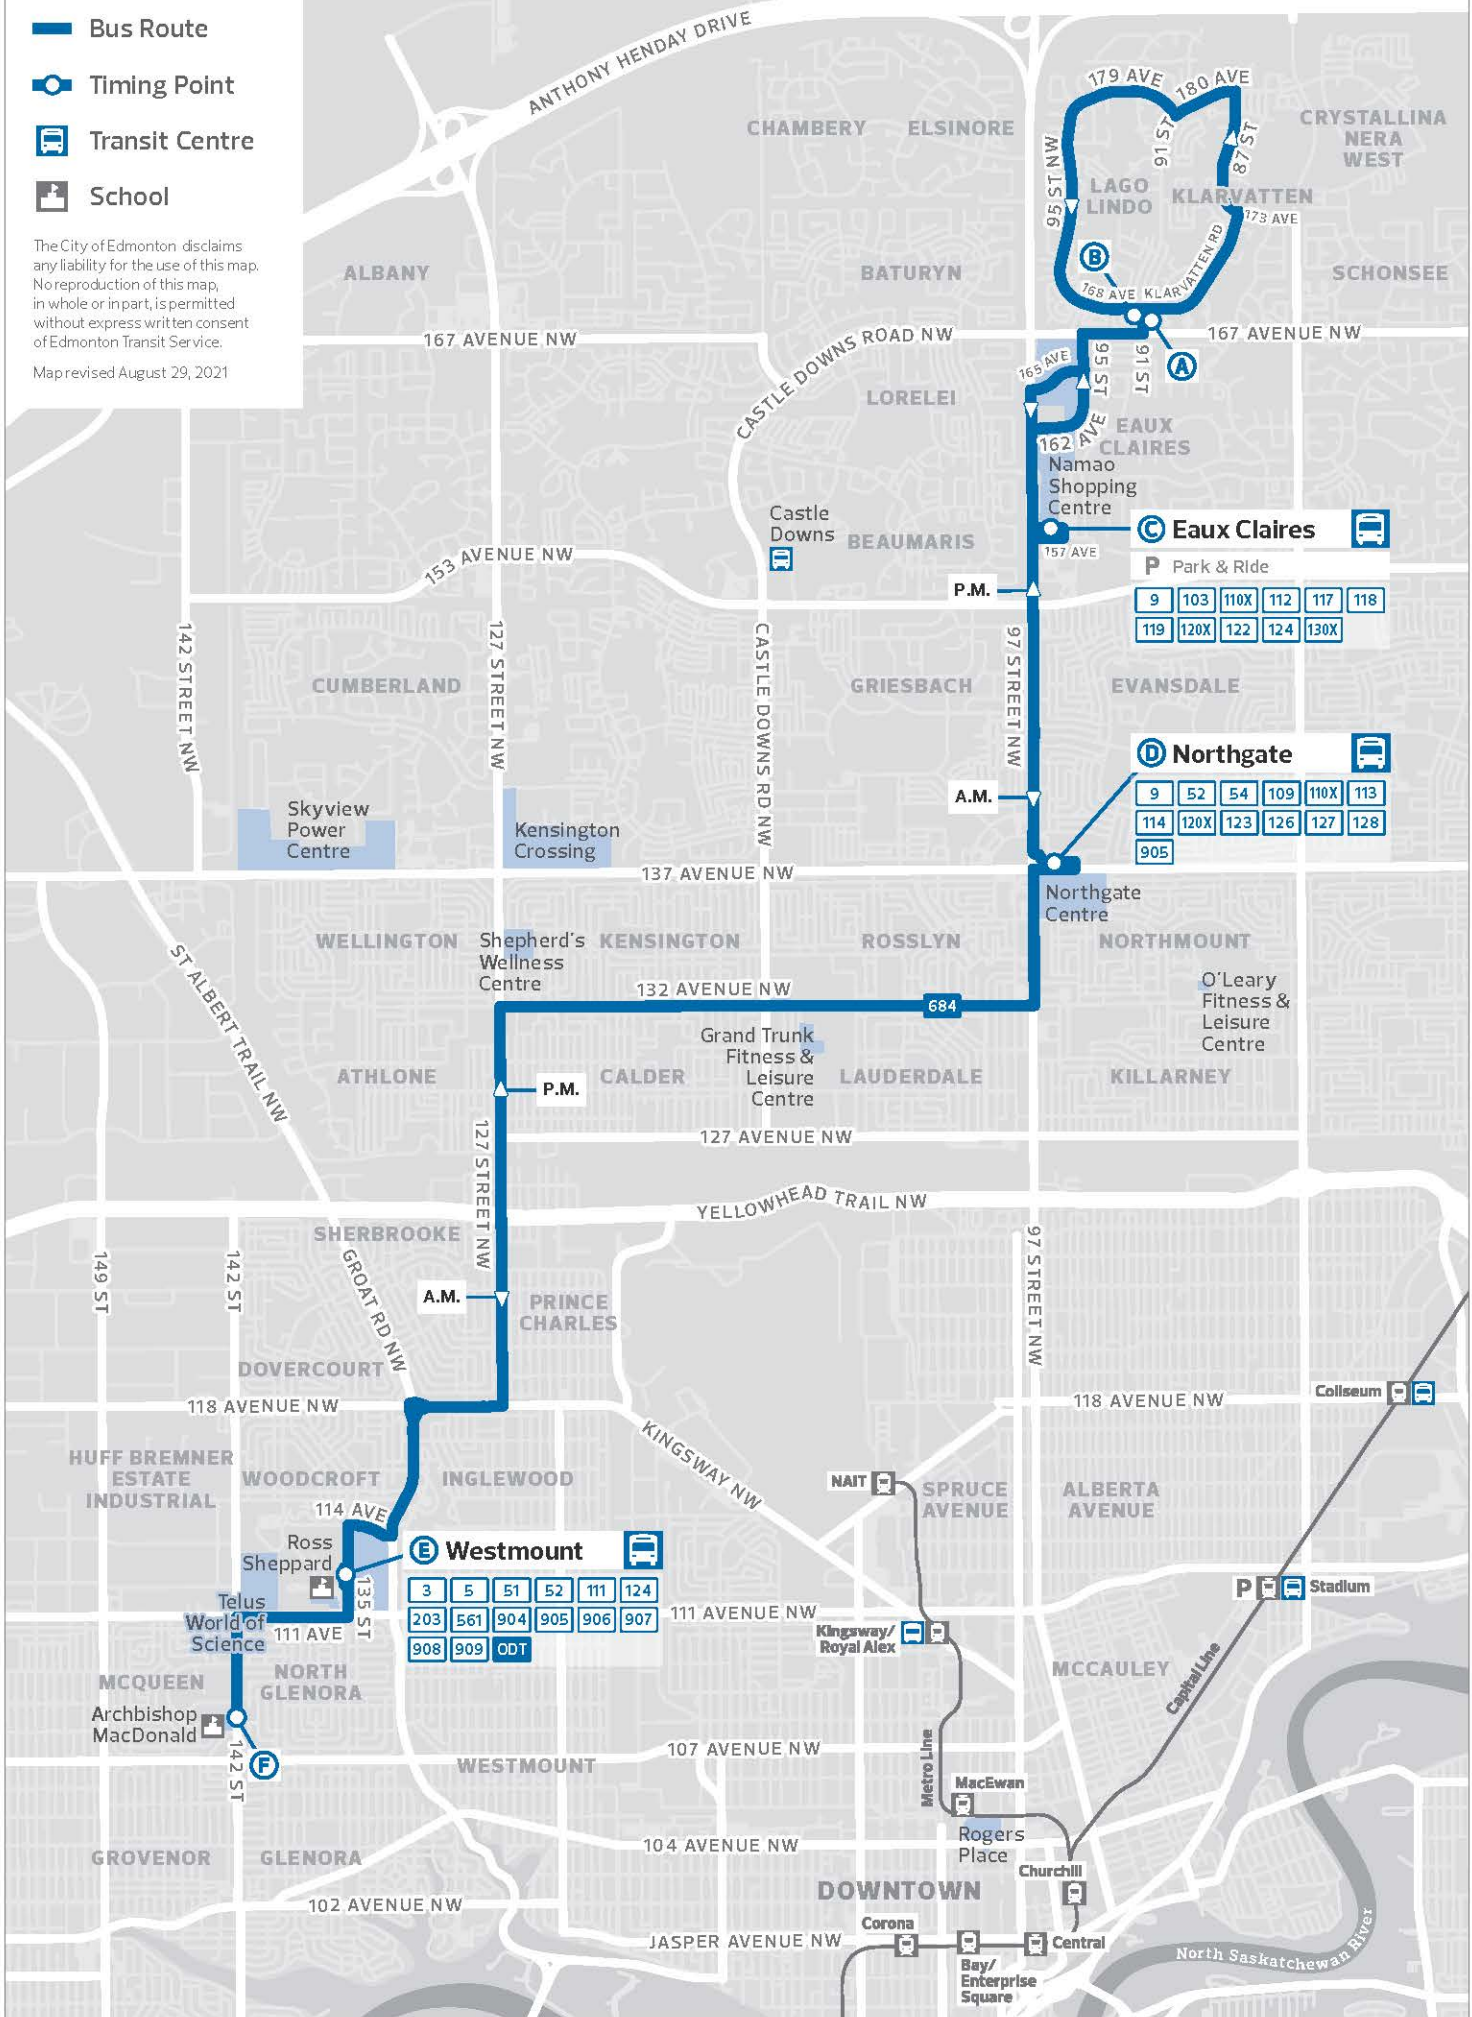 Bus Route
Timing Point
Transit Centre
School
The City of Edmonton disclaims
any liability for the use of this map.
No reproduction of this map,
in whole or in part, is permitted
without express written consent
of Edmonton Transit Service.
Map revised August 29, 2021
ANTHONY HENDAY DRIVE
179 AVE
180 AVE
CHAMBERY
ELSINORE
CRYSTALLINA
NERA
WEST
91 ST
87 ST
95 ST NW
LAGO
LINDO
KLARVATTEN
173 AVE
B
ALBANY
BATURYN
SCHONSEE
168 AVE
KLARVATTEN RD
167 AVENUE NW
CASTLE DOWNS ROAD NW
167 AVENUE NW
A
165 AVE
95 ST
91 ST
LORELEI
162 AVE
EAUX
CLAIRES
Namao
Shopping
Centre
Castle
Downs
BEAUMARIS
C Eaux Claires
157 AVE
P Park & Ride
153 AVENUE NW
P.M.
9 103 110X 112 117 118
119 120X 122 124 130X
142 STREET NW
127 STREET NW
CASTLE DOWNS RD NW
97 STREET NW
CUMBERLAND
GRIESBACH
EVANSDALE
D Northgate
A.M.
9 52 54 109 110X 113
114 120X 123 126 127 128
905
Skyview
Power
Centre
Kensington
Crossing
137 AVENUE NW
Northgate
Centre
WELLINGTON
Shepherd's
Wellness
Centre
KENSINGTON
ROSSLYN
NORTHMOUNT
ST ALBERT TRAIL NW
132 AVENUE NW
684
O'Leary
Fitness &
Leisure
Centre
Grand Trunk
Fitness &
Leisure
Centre
ATHLONE
P.M.
CALDER
LAUDERDALE
KILLARNEY
127 STREET NW
127 AVENUE NW
YELLOWHEAD TRAIL NW
SHERBROOKE
149 ST
142 ST
GROAT RD NW
97 STREET NW
A.M.
PRINCE
CHARLES
DOVERCOURT
118 AVENUE NW
118 AVENUE NW
Coliseum
KINGSWAY NW
HUFF BREMNER
ESTATE
INDUSTRIAL
WOODCROFT
INGLEWOOD
NAIT
SPRUCE
AVENUE
ALBERTA
AVENUE
114 AVE
Ross
Sheppard
E Westmount
3 5 51 52 111 124
203 561 904 905 906 907
908 909 ODT
135 ST
P
Stadium
Telus
World of
Science
111 AVE
111 AVENUE NW
Kingsway/
Royal Alex
MCQUEEN
NORTH
GLENORA
MCCAULEY
Capital Line
Archbishop
MacDonald
142 ST
F
WESTMOUNT
107 AVENUE NW
Metro Line
MacEwan
Rogers
Place
104 AVENUE NW
GROVENOR
GLENORA
Churchill
DOWNTOWN
102 AVENUE NW
Corona
JASPER AVENUE NW
Central
Bay/
Enterprise
Square
North Saskatchewan River